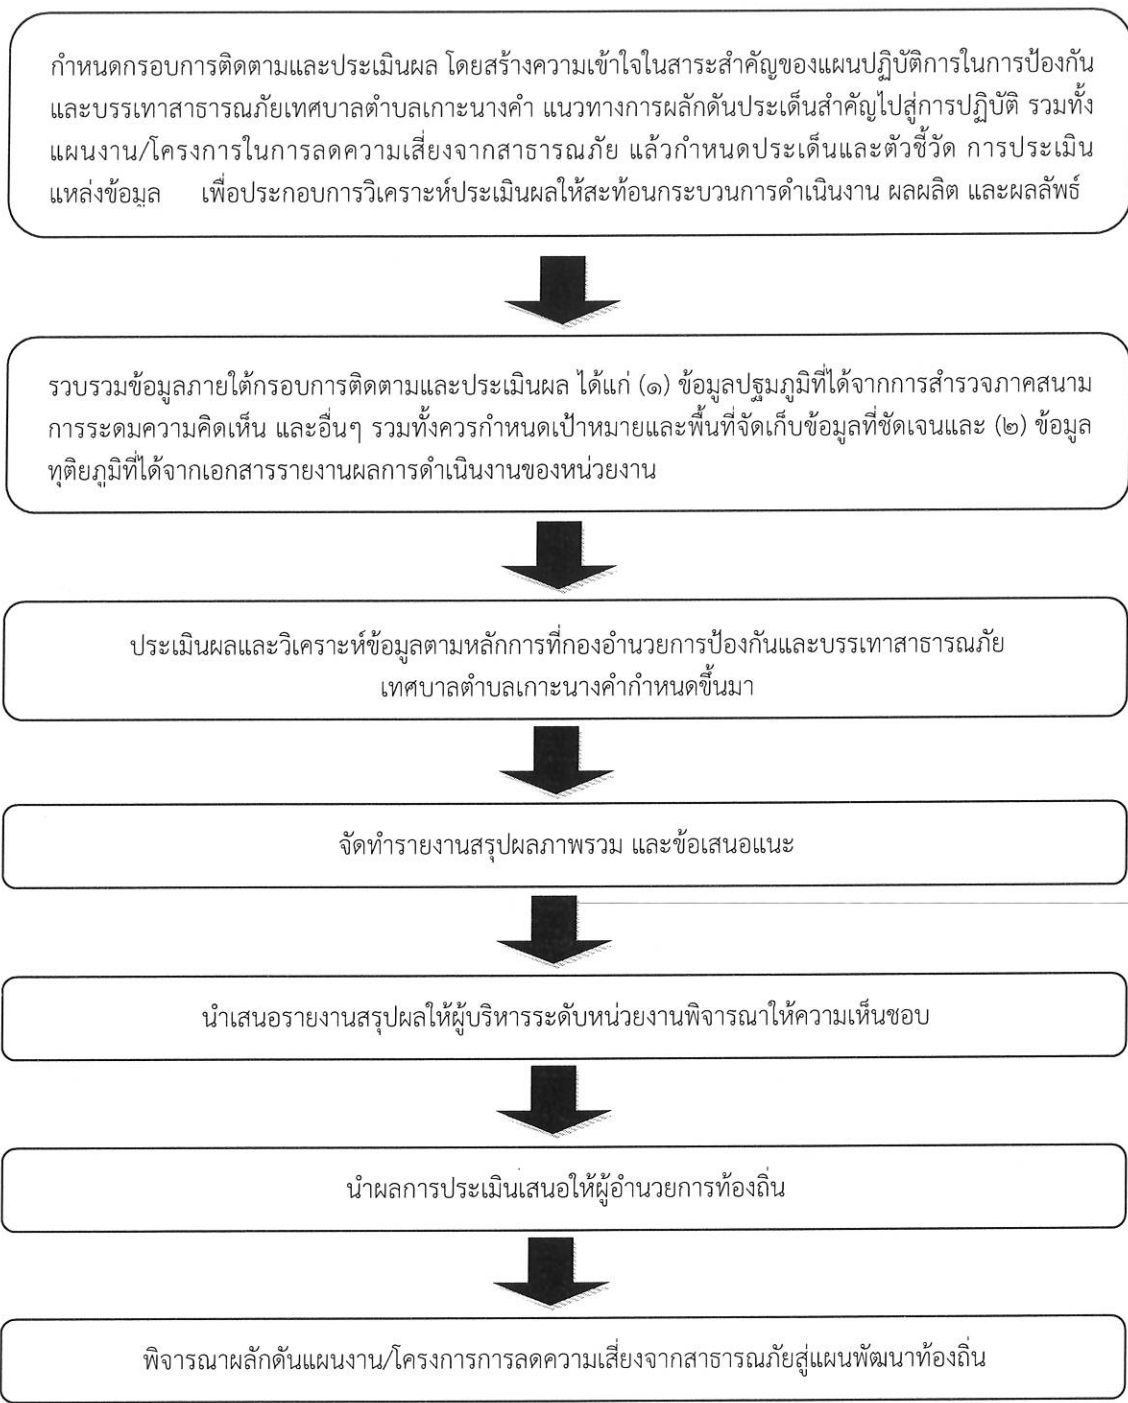 กำหนดกรอบการติดตามและประเมินผล โดยสร้างความเข้าใจในสาระสำคัญของแผนปฏิบัติการในการป้องกัน
และบรรเทาสาธารณภัยเทศบาลตำบลเกาะนางคำ แนวทางการผลักดันประเด็นสำคัญไปสู่การปฏิบัติ รวมทั้ง
แผนงาน/โครงการในการลดความเสี่ยงจากสาธารณภัย แล้วกำหนดประเด็นและตัวชี้วัด การประเมิน
แหล่งข้อมูล เพื่อประกอบการวิเคราะห์ประเมินผลให้สะท้อนกระบวนการดำเนินงาน ผลผลิต และผลลัพธ์
รวบรวมข้อมูลภายใต้กรอบการติดตามและประเมินผล ได้แก่ (๑) ข้อมูลปฐมภูมิที่ได้จากการสำรวจภาคสนาม
การระดมความคิดเห็น และอื่นๆ รวมทั้งควรกำหนดเป้าหมายและพื้นที่จัดเก็บข้อมูลที่ชัดเจนและ (๒) ข้อมูล
ทุติยภูมิที่ได้จากเอกสารรายงานผลการดำเนินงานของหน่วยงาน
ประเมินผลและวิเคราะห์ข้อมูลตามหลักการที่กองอำนวยการป้องกันและบรรเทาสาธารณภัย
เทศบาลตำบลเกาะนางคำกำหนดขึ้นมา
จัดทำรายงานสรุปผลภาพรวม และข้อเสนอแนะ
นำเสนอรายงานสรุปผลให้ผู้บริหารระดับหน่วยงานพิจารณาให้ความเห็นชอบ
นำผลการประเมินเสนอให้ผู้อำนวยการท้องถิ่น
พิจารณาผลักดันแผนงาน/โครงการการลดความเสี่ยงจากสาธารณภัยสู่แผนพัฒนาท้องถิ่น